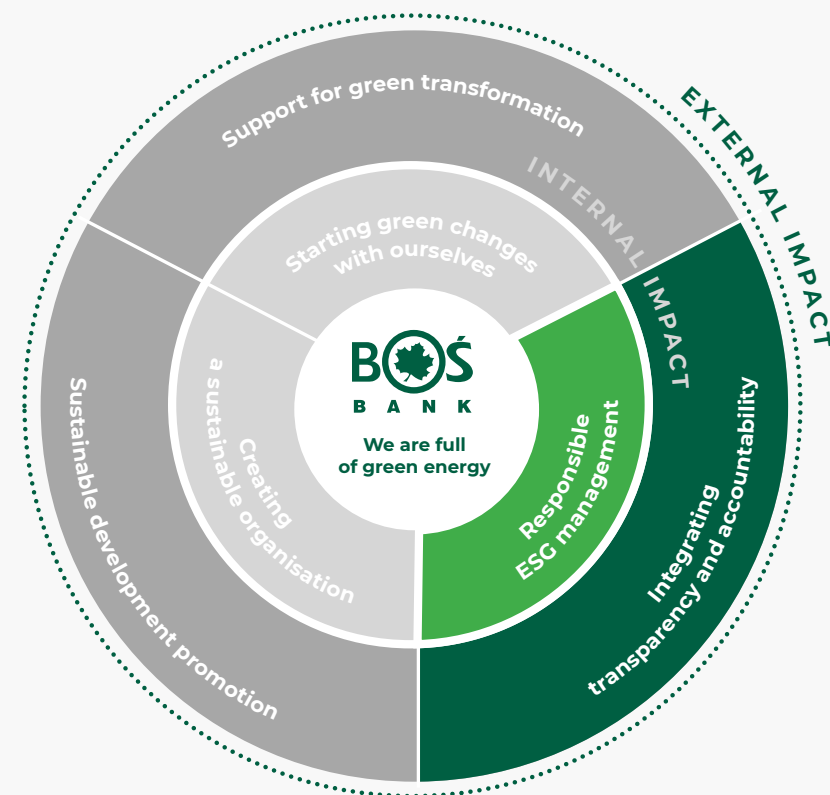 EXTERNAL IMPACT
Support for green transformation
INTERNAL IMPACT
Starting green changes
with ourselves
BOŚ
BANK
We are full
of green energy
Creating
a sustainable organisation
Responsible
ESG management
Sustainable development promotion
Integrating
transparency and accountability